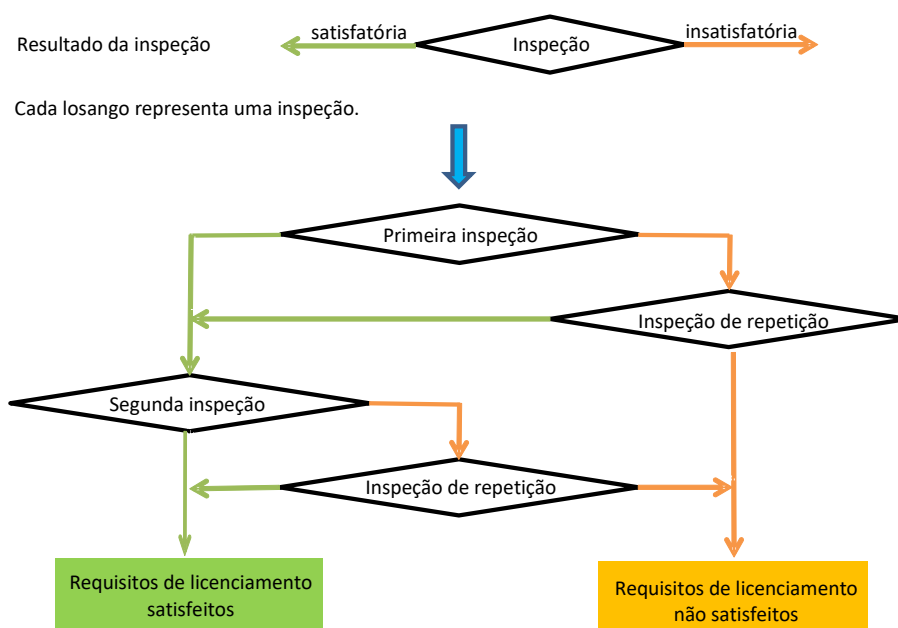 Resultado da inspeção
satisfatória
Inspeção
insatisfatória
Cada losango representa uma inspeção.
Primeira inspeção
Inspeção de repetição
Segunda inspeção
Inspeção de repetição
Requisitos de licenciamento
satisfeitos
Requisitos de licenciamento
não satisfeitos